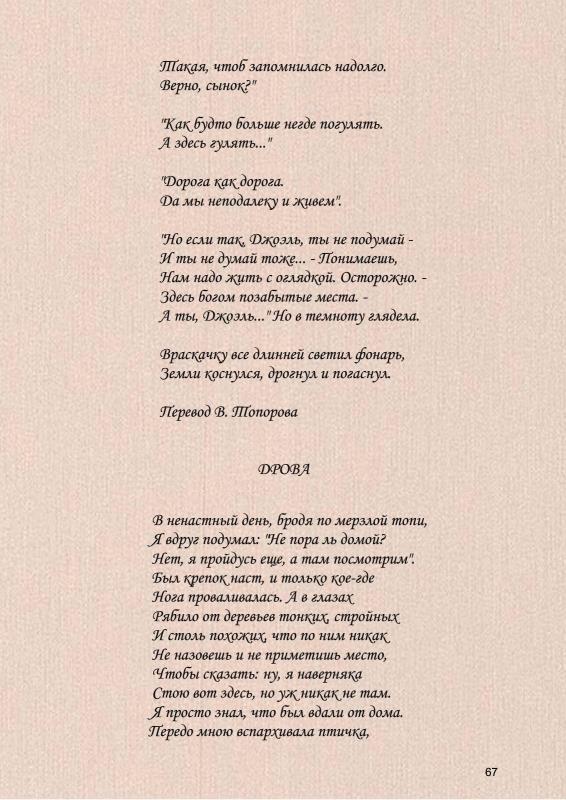 Такая, чтоб запомнилась надолго.
Верно, сынок?"
"Как будто больше негде погулять.
А здесь гулять..."
"Дорога как дорога.
Да мы неподалеку и живем".
"Но если так, Джоэль, ты не подумай -
И ты не думай тоже... - Понимаешь,
Нам надо жить с оглядкой. Осторожно. -
Здесь богом позабытые места. -
А ты, Джоэль..." Но в темноту глядела.
Враскачку все длинней светил фонарь,
Земли коснулся, дрогнул и погаснул.
Перевод В. Топорова
ДРОВА
В ненастный день, бродя по мерзлой топи,
Я вдруг подумал: "Не пора ль домой?
Нет, я пройдусь еще, а там посмотрим".
Был крепок наст, и только кое-где
Нога проваливалась. А в глазах
Рябило от деревьев тонких, стройных
И столь похожих, что по ним никак
Не назовешь и не приметишь место,
Чтобы сказать: ну, я наверняка
Стою вот здесь, но уж никак не там.
Я просто знал, что был вдали от дома.
Передо мною вспархивала птичка,
67